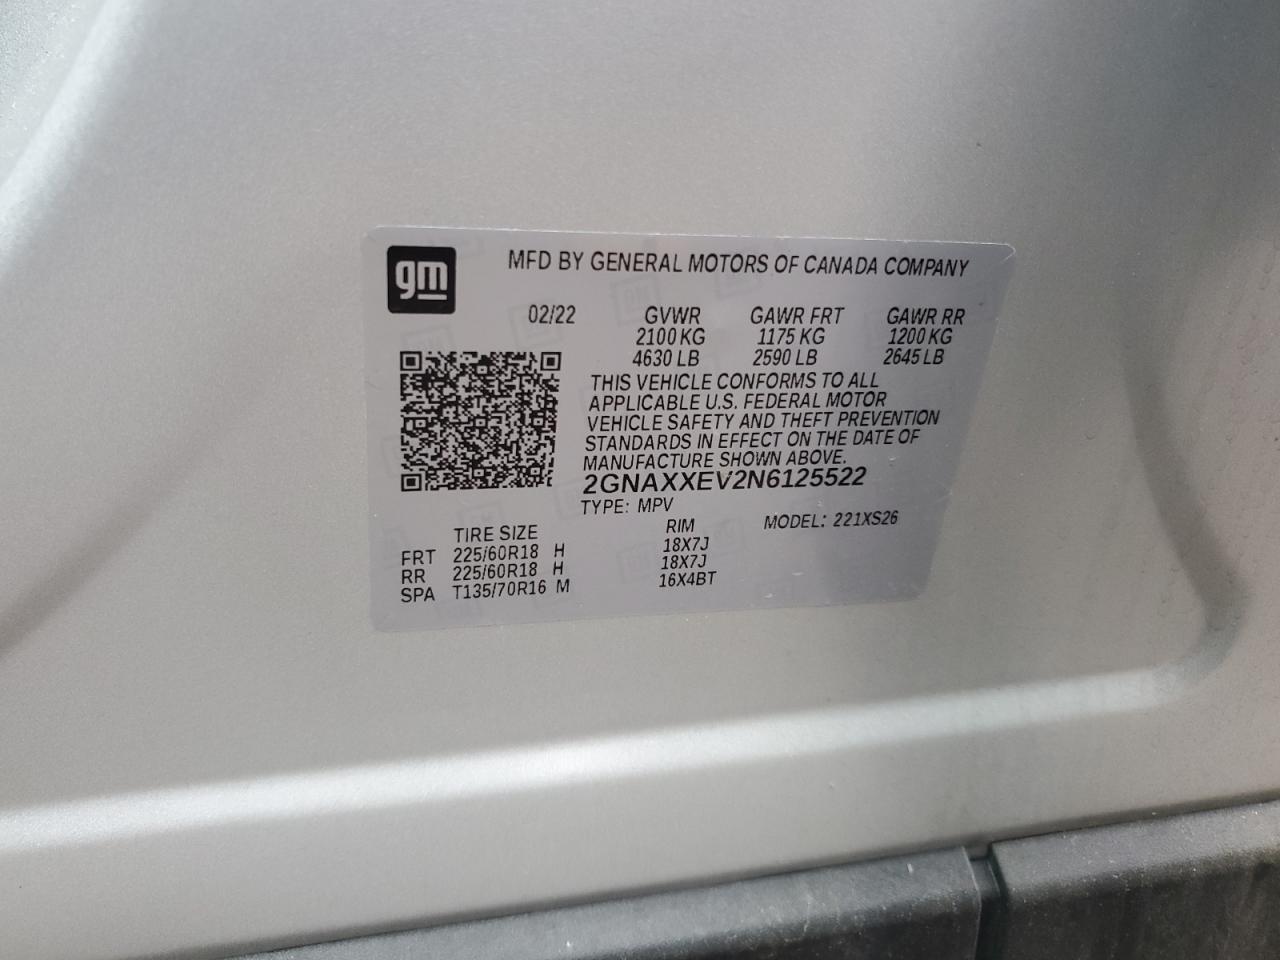 gm
MFD BY GENERAL MOTORS OF CANADA COMPANY
02/22 GVWR GAWR FRT GAWR RR
2100 KG 1175 KG 1200 KG
4630 LB 2590 LB 2645 LB
THIS VEHICLE CONFORMS TO ALL
APPLICABLE U.S. FEDERAL MOTOR
VEHICLE SAFETY AND THEFT PREVENTION
STANDARDS IN EFFECT ON THE DATE OF
MANUFACTURE SHOWN ABOVE.
2GNAXXEV2N6125522
TYPE: MPV MODEL: 221XS26
TIRE SIZE RIM
FRT 225/60R18 H 18X7J
RR 225/60R18 H 18X7J
SPA T135/70R16 M 16X4BT